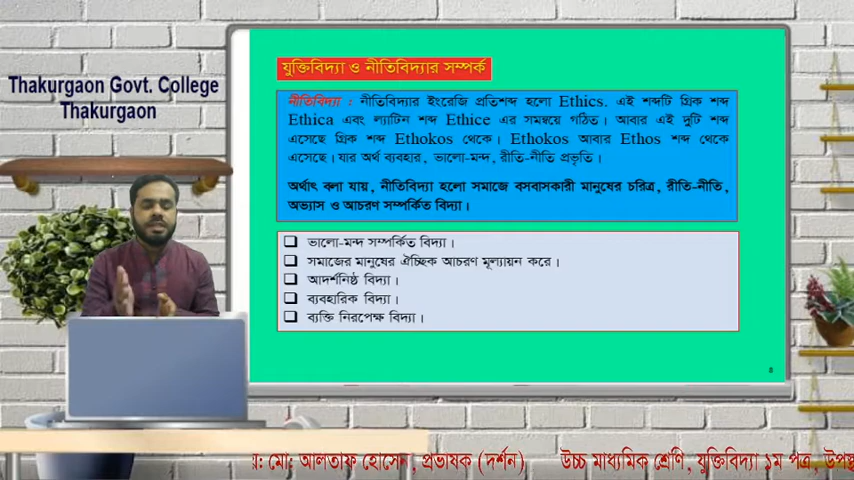 Thakurgaon Govt. College
Thakurgaon
যুক্তিবিদ্যা ও নীতিবিদ্যার সম্পর্ক
নীতিবিদ্যা : নীতিবিদ্যার ইংরেজি প্রতিশব্দ হলো Ethics. এই শব্দটি গ্রিক শব্দ
Ethica এবং ল্যাটিন শব্দ Ethice এর সমন্বয়ে গঠিত। আবার এই দুটি শব্দ
এসেছে গ্রিক শব্দ Ethokos থেকে। Ethokos আবার Ethos শব্দ থেকে
এসেছে। যার অর্থ ব্যবহার, ভালো-মন্দ, রীতি-নীতি প্রভৃতি।
অর্থাৎ বলা যায়, নীতিবিদ্যা হলো সমাজে বসবাসকারী মানুষের চরিত্র, রীতি-নীতি,
অভ্যাস ও আচরণ সম্পর্কিত বিদ্যা।
ভালো-মন্দ সম্পর্কিত বিদ্যা।
সমাজের মানুষের ঐচ্ছিক আচরণ মূল্যায়ন করে।
আদর্শনিষ্ঠ বিদ্যা।
ব্যবহারিক বিদ্যা।
ব্যক্তি নিরপেক্ষ বিদ্যা।
৪
মো: আলতাফ হোসেন, প্রভাষক (দর্শন) উচ্চ মাধ্যমিক শ্রেণি, যুক্তিবিদ্যা ১ম পত্র,